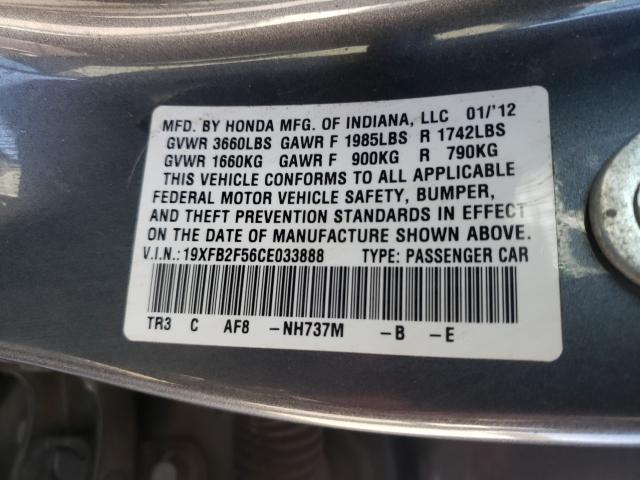 MFD. BY HONDA MFG. OF INDIANA, LLC 01/'12
GVWR 3660LBS GAWR F 1985LBS R 1742LBS
GVWR 1660KG GAWR F 900KG R 790KG
THIS VEHICLE CONFORMS TO ALL APPLICABLE
FEDERAL MOTOR VEHICLE SAFETY, BUMPER,
AND THEFT PREVENTION STANDARDS IN EFFECT
ON THE DATE OF MANUFACTURE SHOWN ABOVE.
V.I.N.:19XFB2F56CE033888 TYPE: PASSENGER CAR
TR3 C AF8 -NH737M -B -E